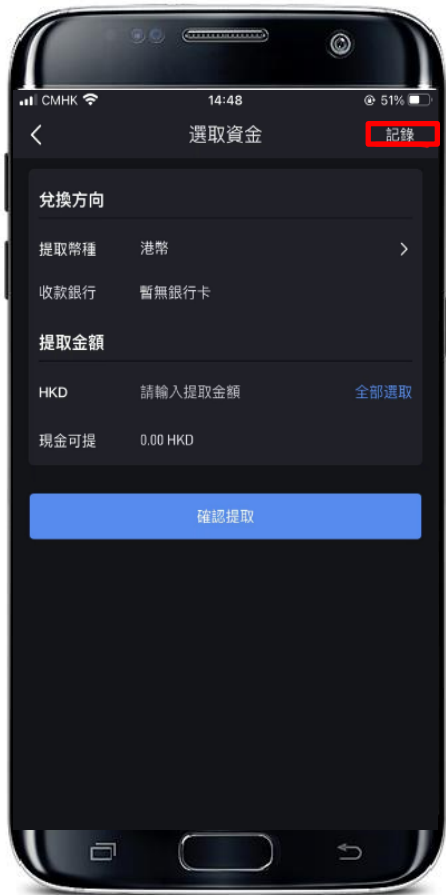 CMHK 14:48 51%
選取資金 記錄
兌換方向
提取幣種 港幣
收款銀行 暫無銀行卡
提取金額
HKD 請輸入提取金額 全部選取
現金可提 0.00 HKD
確認提取